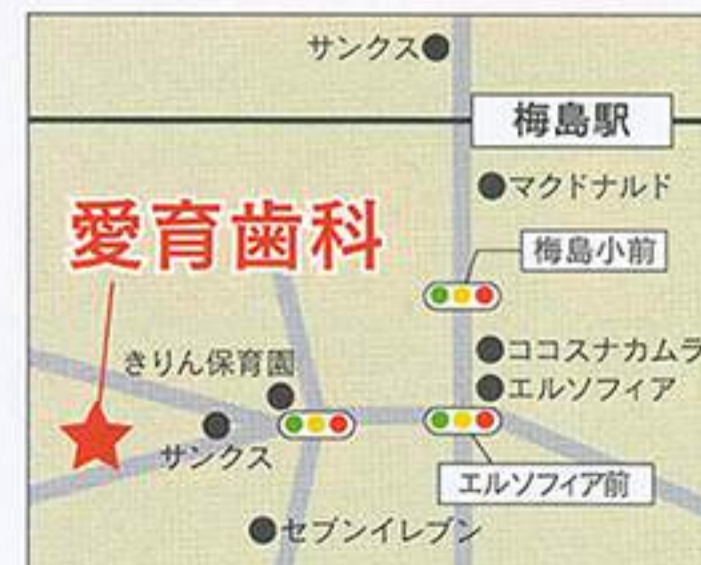 サンクス
梅島駅
マクドナルド
愛育歯科
梅島小前
ココスナカムラ
きりん保育園
エルソフィア
サンクス
エルソフィア前
セブンイレブン